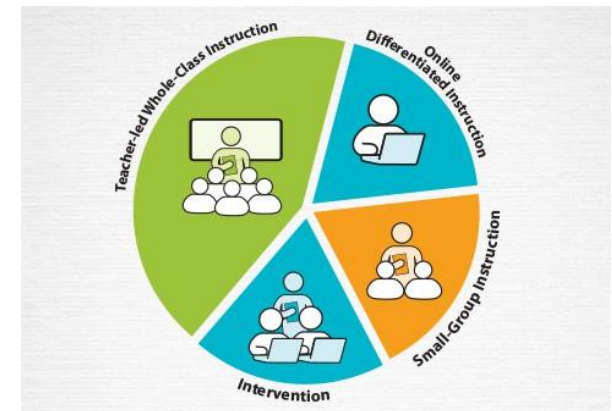 Teacher-led Whole-Class Instruction
Online
Differentiated Instruction
Small-Group Instruction
Intervention